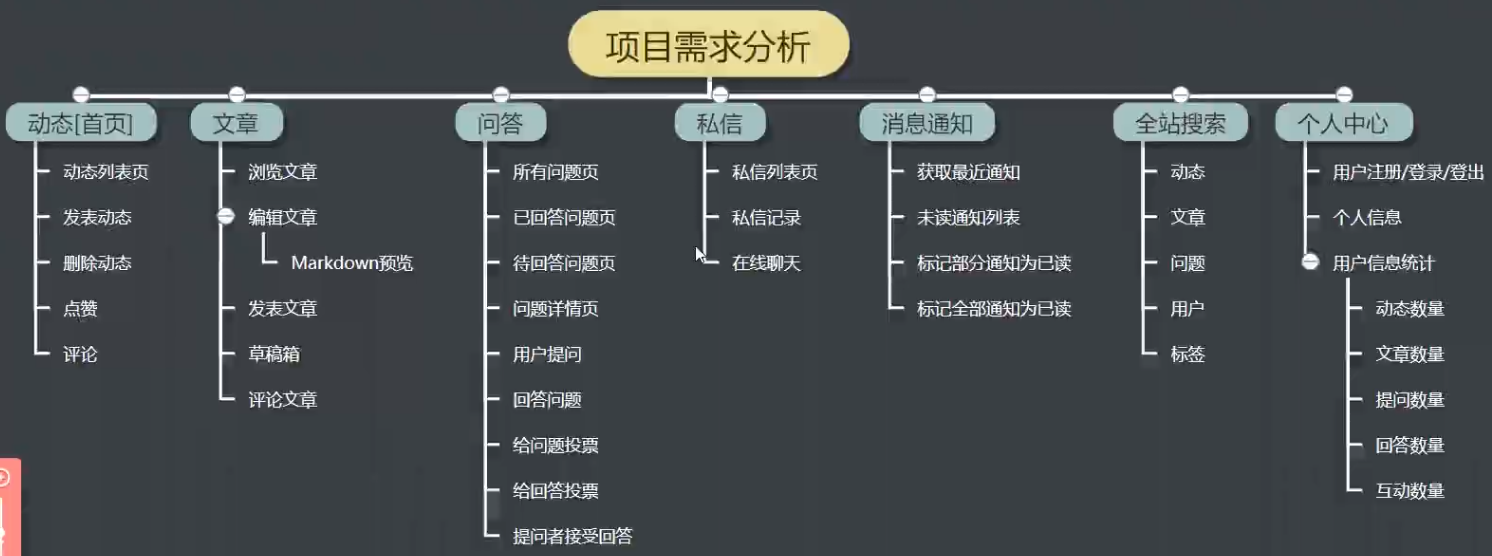 项目需求分析
动态[首页]
动态列表页
发表动态
删除动态
点赞
评论
文章
浏览文章
编辑文章
Markdown预览
发表文章
草稿箱
评论文章
问答
所有问题页
已回答问题页
待回答问题页
问题详情页
用户提问
回答问题
给问题投票
给回答投票
提问者接受回答
私信
私信列表页
私信记录
在线聊天
消息通知
获取最近通知
未读通知列表
标记部分通知为已读
标记全部通知为已读
全站搜索
动态
文章
问题
用户
标签
个人中心
用户注册/登录/登出
个人信息
用户信息统计
动态数量
文章数量
提问数量
回答数量
互动数量